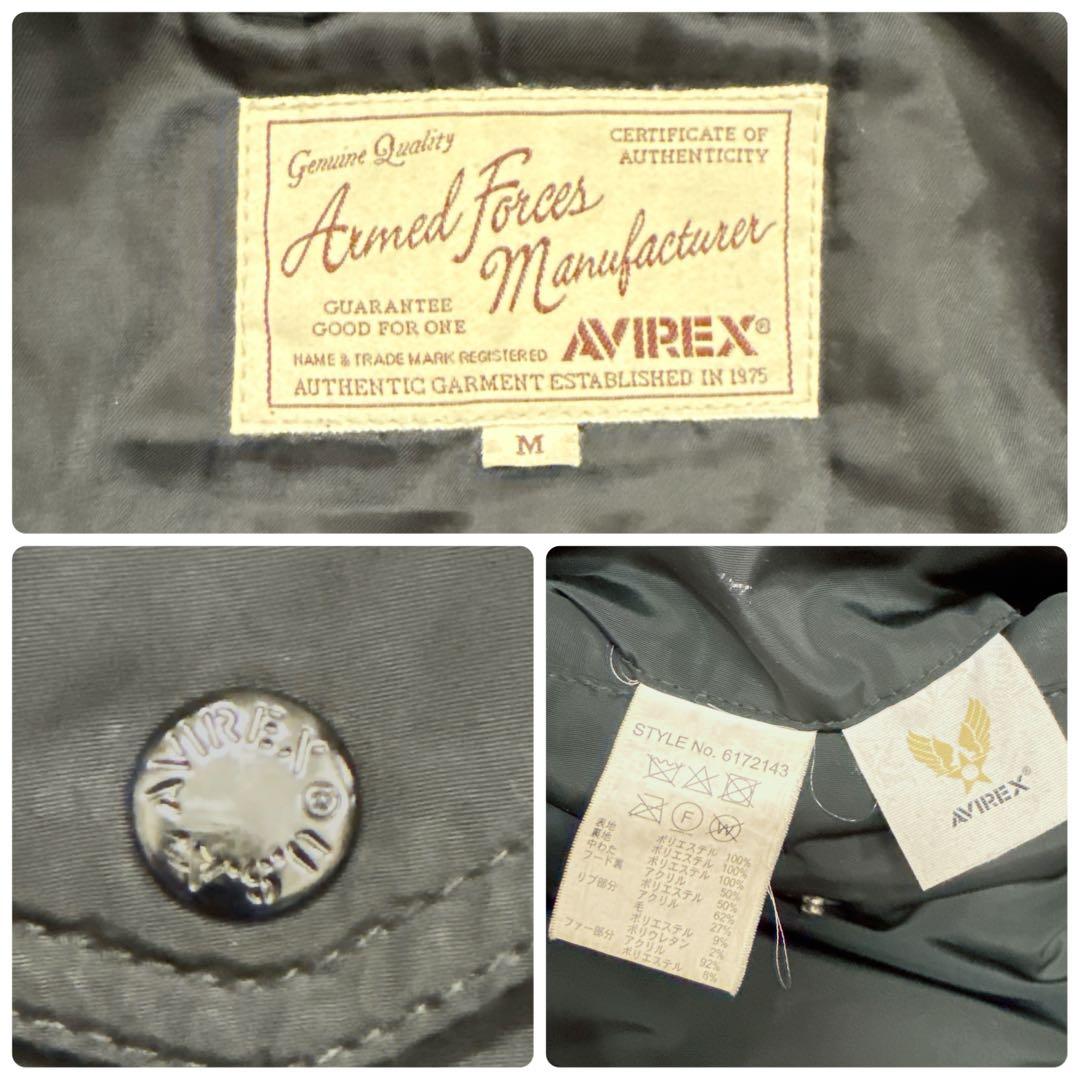 Genuine Quality
CERTIFICATE OF
AUTHENTICITY
Armed Forces
Manufacturer
GUARANTEE
GOOD FOR ONE
AVIREX®
NAME & TRADE MARK REGISTERED
AUTHENTIC GARMENT ESTABLISHED IN 1975
M
AVIREX®
U.S.A.
STYLE No. 6172143
F
W
表地 ポリエステル 100%
裏地 ポリエステル 100%
中わた ポリエステル 100%
フード裏 アクリル 50%
ポリエステル 50%
リブ部分 アクリル 62%
毛 27%
ポリエステル 9%
ポリウレタン 2%
ファー部分 アクリル 92%
ポリエステル 8%
AVIREX®